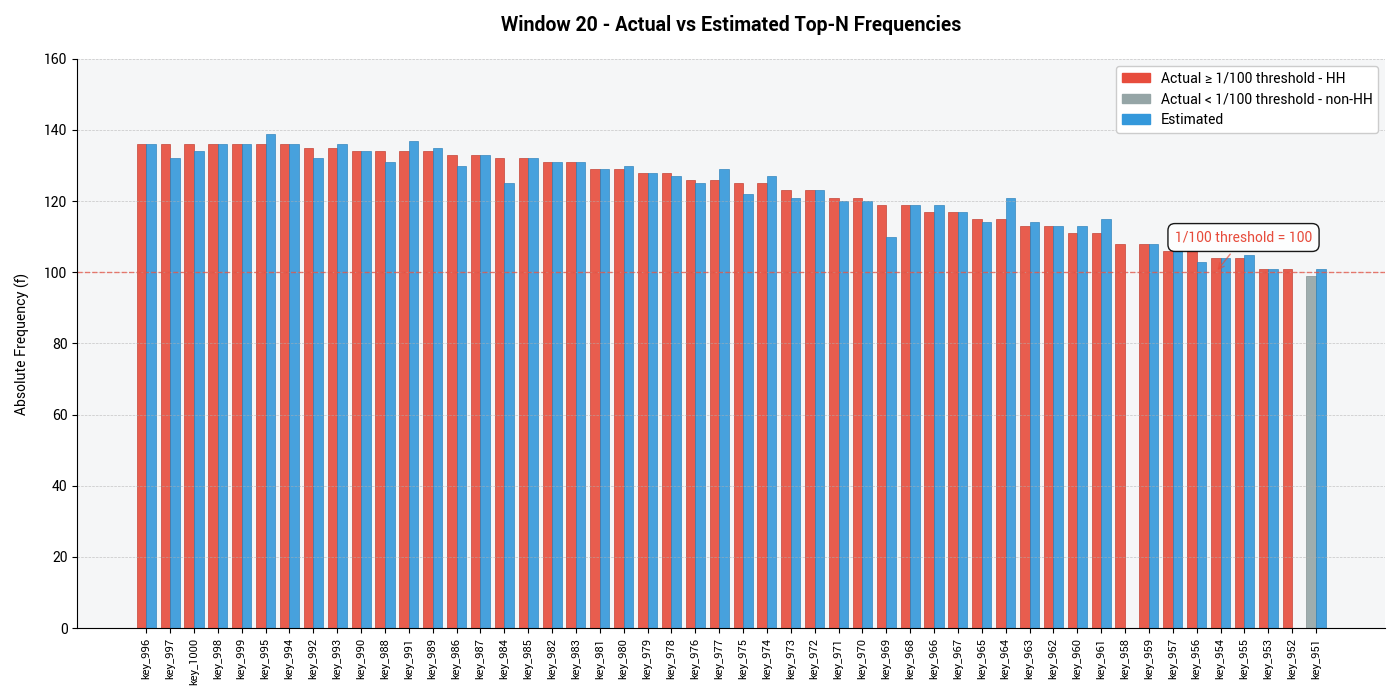 Window 20 - Actual vs Estimated Top-N Frequencies
Absolute Frequency (f)
160
140
120
100
80
60
40
20
0
Actual ≥ 1/100 threshold - HH
Actual < 1/100 threshold - non-HH
Estimated
1/100 threshold = 100
key_996
key_997
key_1000
key_998
key_999
key_995
key_994
key_992
key_993
key_990
key_988
key_991
key_989
key_986
key_987
key_984
key_985
key_982
key_983
key_981
key_980
key_979
key_978
key_976
key_977
key_975
key_974
key_973
key_972
key_971
key_970
key_969
key_968
key_966
key_967
key_965
key_964
key_963
key_962
key_960
key_961
key_958
key_959
key_957
key_956
key_954
key_955
key_953
key_952
key_951